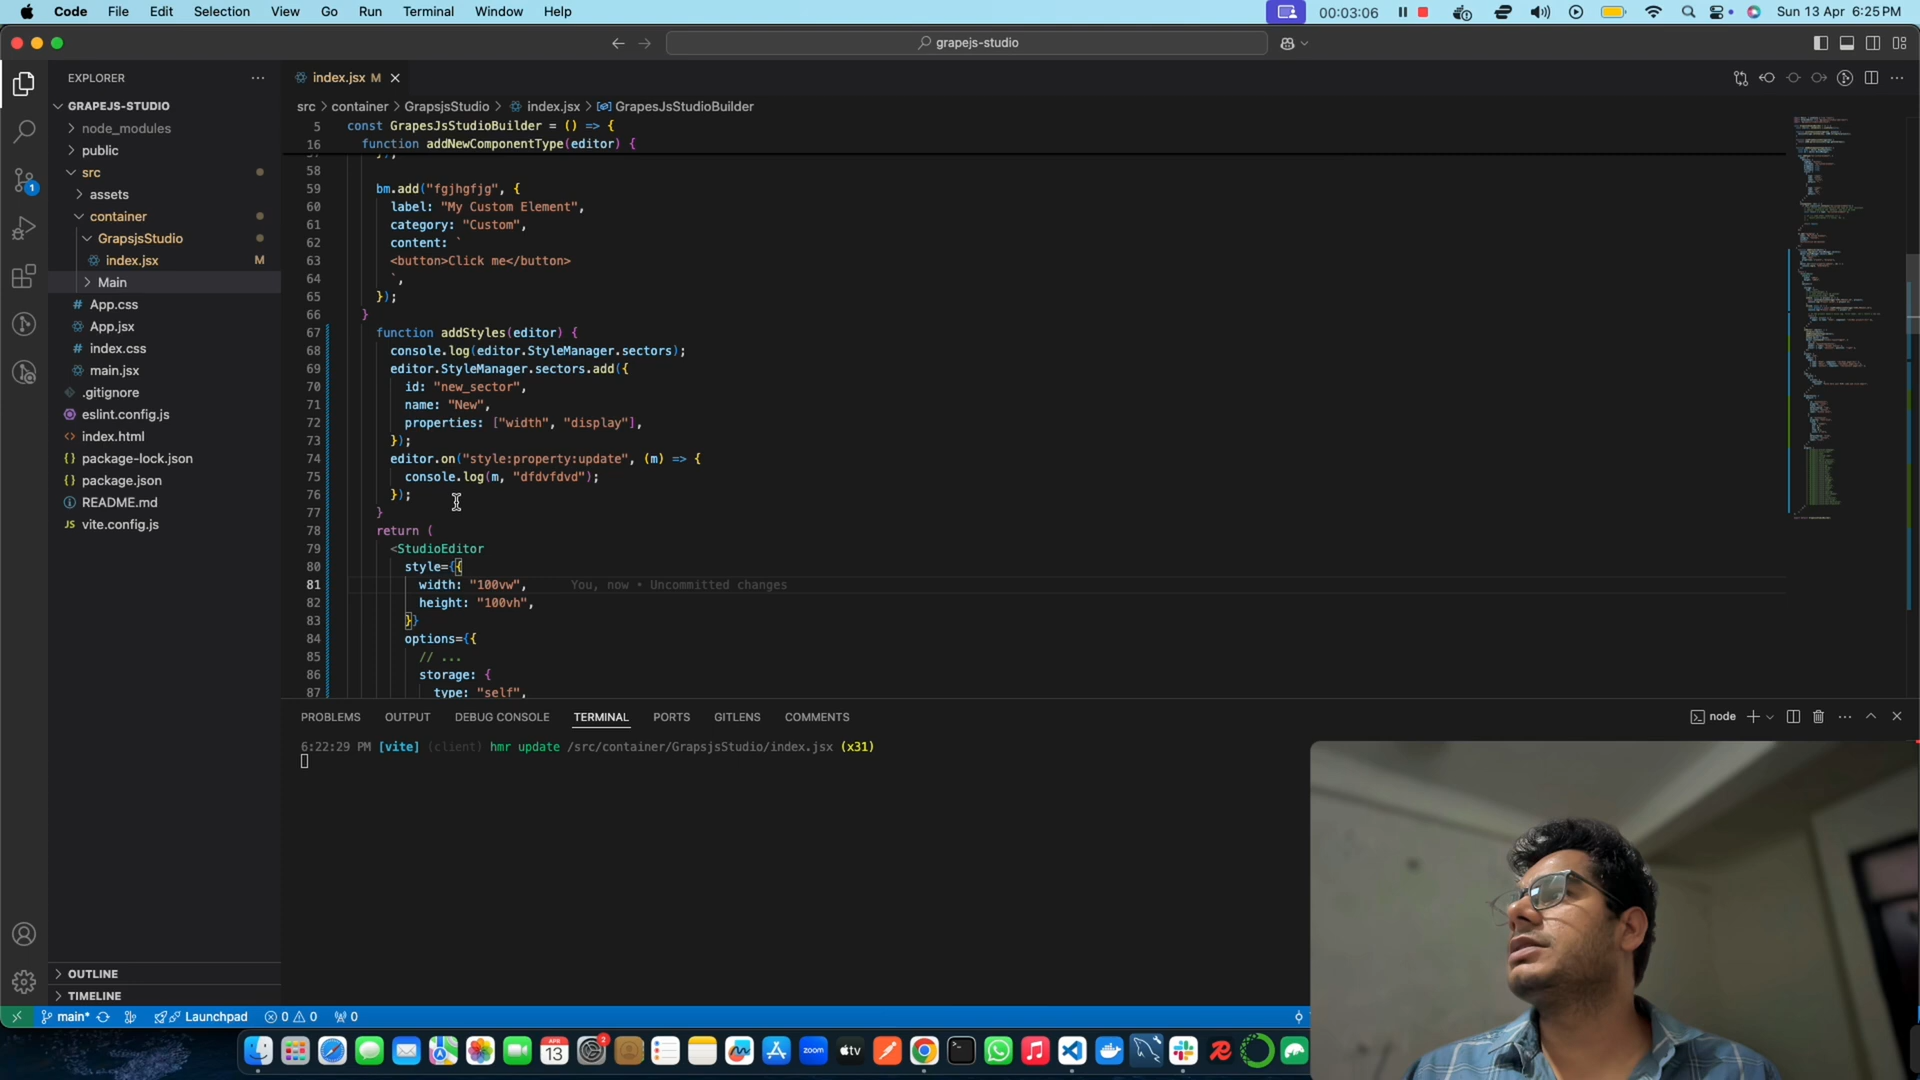 Code File Edit Selection View Go Run Terminal Window Help
00:03:06
Sun 13 Apr 6:25 PM
grapejs-studio
EXPLORER
GRAPEJS-STUDIO
node_modules
public
src
assets
container
GrapsjsStudio
index.jsx M
Main
# App.css
App.jsx
# index.css
main.jsx
.gitignore
eslint.config.js
<> index.html
{} package-lock.json
{} package.json
README.md
JS vite.config.js
OUTLINE
TIMELINE
index.jsx M
src > container > GrapsjsStudio > index.jsx > GrapesJsStudioBuilder
5 const GrapesJsStudioBuilder = () => {
16 function addNewComponentType(editor) {
57 });
58
59 bm.add("fgjhgfjg", {
60 label: "My Custom Element",
61 category: "Custom",
62 content: `
63 <button>Click me</button>
64 `,
65 });
66 }
67 function addStyles(editor) {
68 console.log(editor.StyleManager.sectors);
69 editor.StyleManager.sectors.add({
70 id: "new_sector",
71 name: "New",
72 properties: ["width", "display"],
73 });
74 editor.on("style:property:update", (m) => {
75 console.log(m, "dfdvfdvd");
76 });
77 }
78 return (
79 <StudioEditor
80 style={{
81 width: "100vw", You, now • Uncommitted changes
82 height: "100vh",
83 }}
84 options={{
85 // ...
86 storage: {
87 type: "self",
PROBLEMS OUTPUT DEBUG CONSOLE TERMINAL PORTS GITLENS COMMENTS
node
6:22:29 PM [vite] (client) hmr update /src/container/GrapsjsStudio/index.jsx (x31)
main* Launchpad 0 0 0
APR
13
2
zoom
tv
1